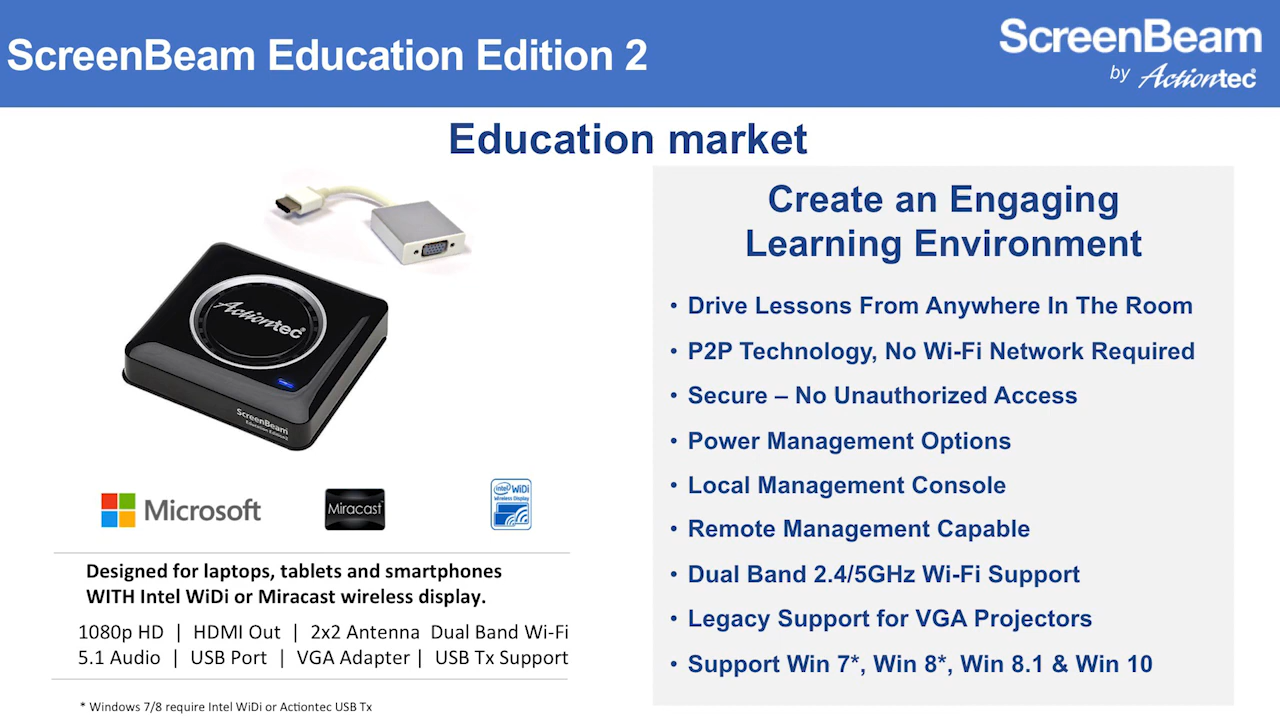 ScreenBeam Education Edition 2
ScreenBeam
by Actiontec®
Education market
Actiontec®
ScreenBeam
Education Edition2
Microsoft
Miracast™
intel WiDi
Wireless Display
Designed for laptops, tablets and smartphones
WITH Intel WiDi or Miracast wireless display.
1080p HD | HDMI Out | 2x2 Antenna Dual Band Wi-Fi
5.1 Audio | USB Port | VGA Adapter | USB Tx Support
* Windows 7/8 require Intel WiDi or Actiontec USB Tx
Create an Engaging
Learning Environment
• Drive Lessons From Anywhere In The Room
• P2P Technology, No Wi-Fi Network Required
• Secure – No Unauthorized Access
• Power Management Options
• Local Management Console
• Remote Management Capable
• Dual Band 2.4/5GHz Wi-Fi Support
• Legacy Support for VGA Projectors
• Support Win 7*, Win 8*, Win 8.1 & Win 10